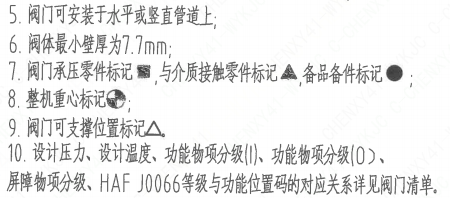 5. 阀门可安装于水平或竖直管道上;
6. 阀体最小壁厚为7.7mm;
7. 阀门承压零件标记 ■ ,与介质接触零件标记 ▲,备品备件标记 ● ;
8. 整机重心标记;
9. 阀门可支撑位置标记△.
10. 设计压力、设计温度、功能物项分级(I)、功能物项分级(O)、
屏障物项分级、HAF J0066等级与功能位置码的对应关系详见阀门清单。